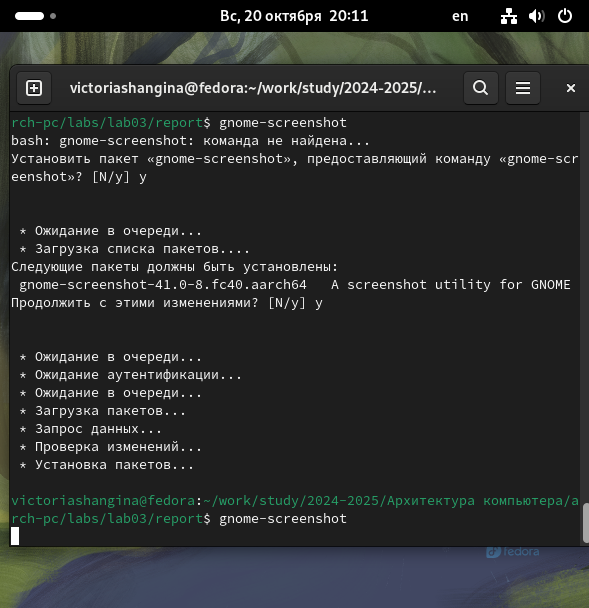 Вс, 20 октября 20:11
en
victoriashangina@fedora:~/work/study/2024-2025/...
rch-pc/labs/lab03/report$ gnome-screenshot
bash: gnome-screenshot: команда не найдена...
Установить пакет «gnome-screenshot», предоставляющий команду «gnome-scr
eenshot»? [N/y] y
* Ожидание в очереди...
* Загрузка списка пакетов....
Следующие пакеты должны быть установлены:
gnome-screenshot-41.0-8.fc40.aarch64   A screenshot utility for GNOME
Продолжить с этими изменениями? [N/y] y
* Ожидание в очереди...
* Ожидание аутентификации...
* Ожидание в очереди...
* Загрузка пакетов...
* Запрос данных...
* Проверка изменений...
* Установка пакетов...
victoriashangina@fedora:~/work/study/2024-2025/Архитектура компьютера/a
rch-pc/labs/lab03/report$ gnome-screenshot
fedora